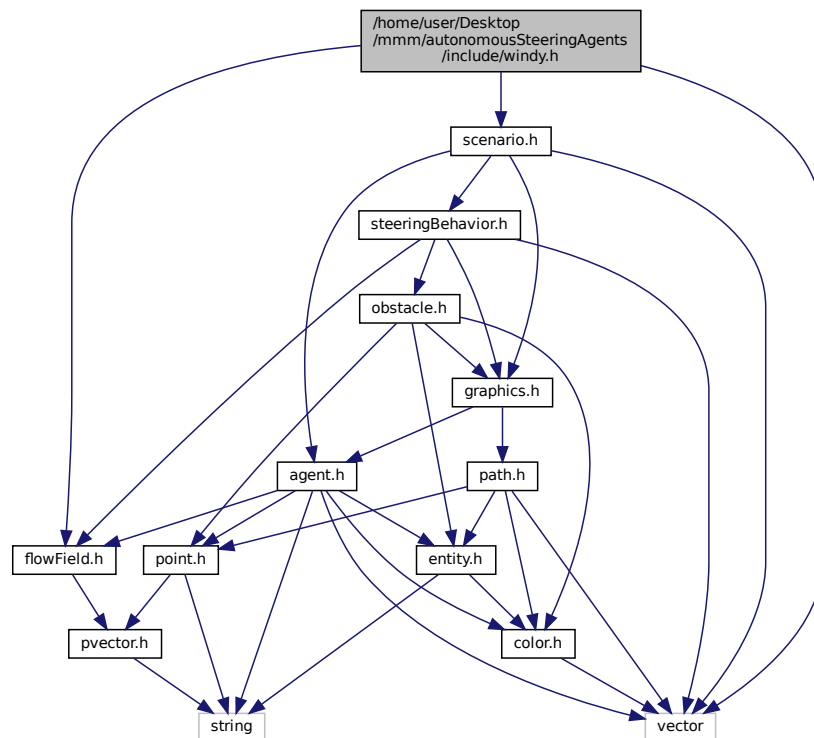 /home/user/Desktop
/mmm/autonomousSteeringAgents
/include/windy.h
scenario.h
steeringBehavior.h
obstacle.h
graphics.h
agent.h
path.h
flowField.h
point.h
entity.h
pvector.h
color.h
string
vector